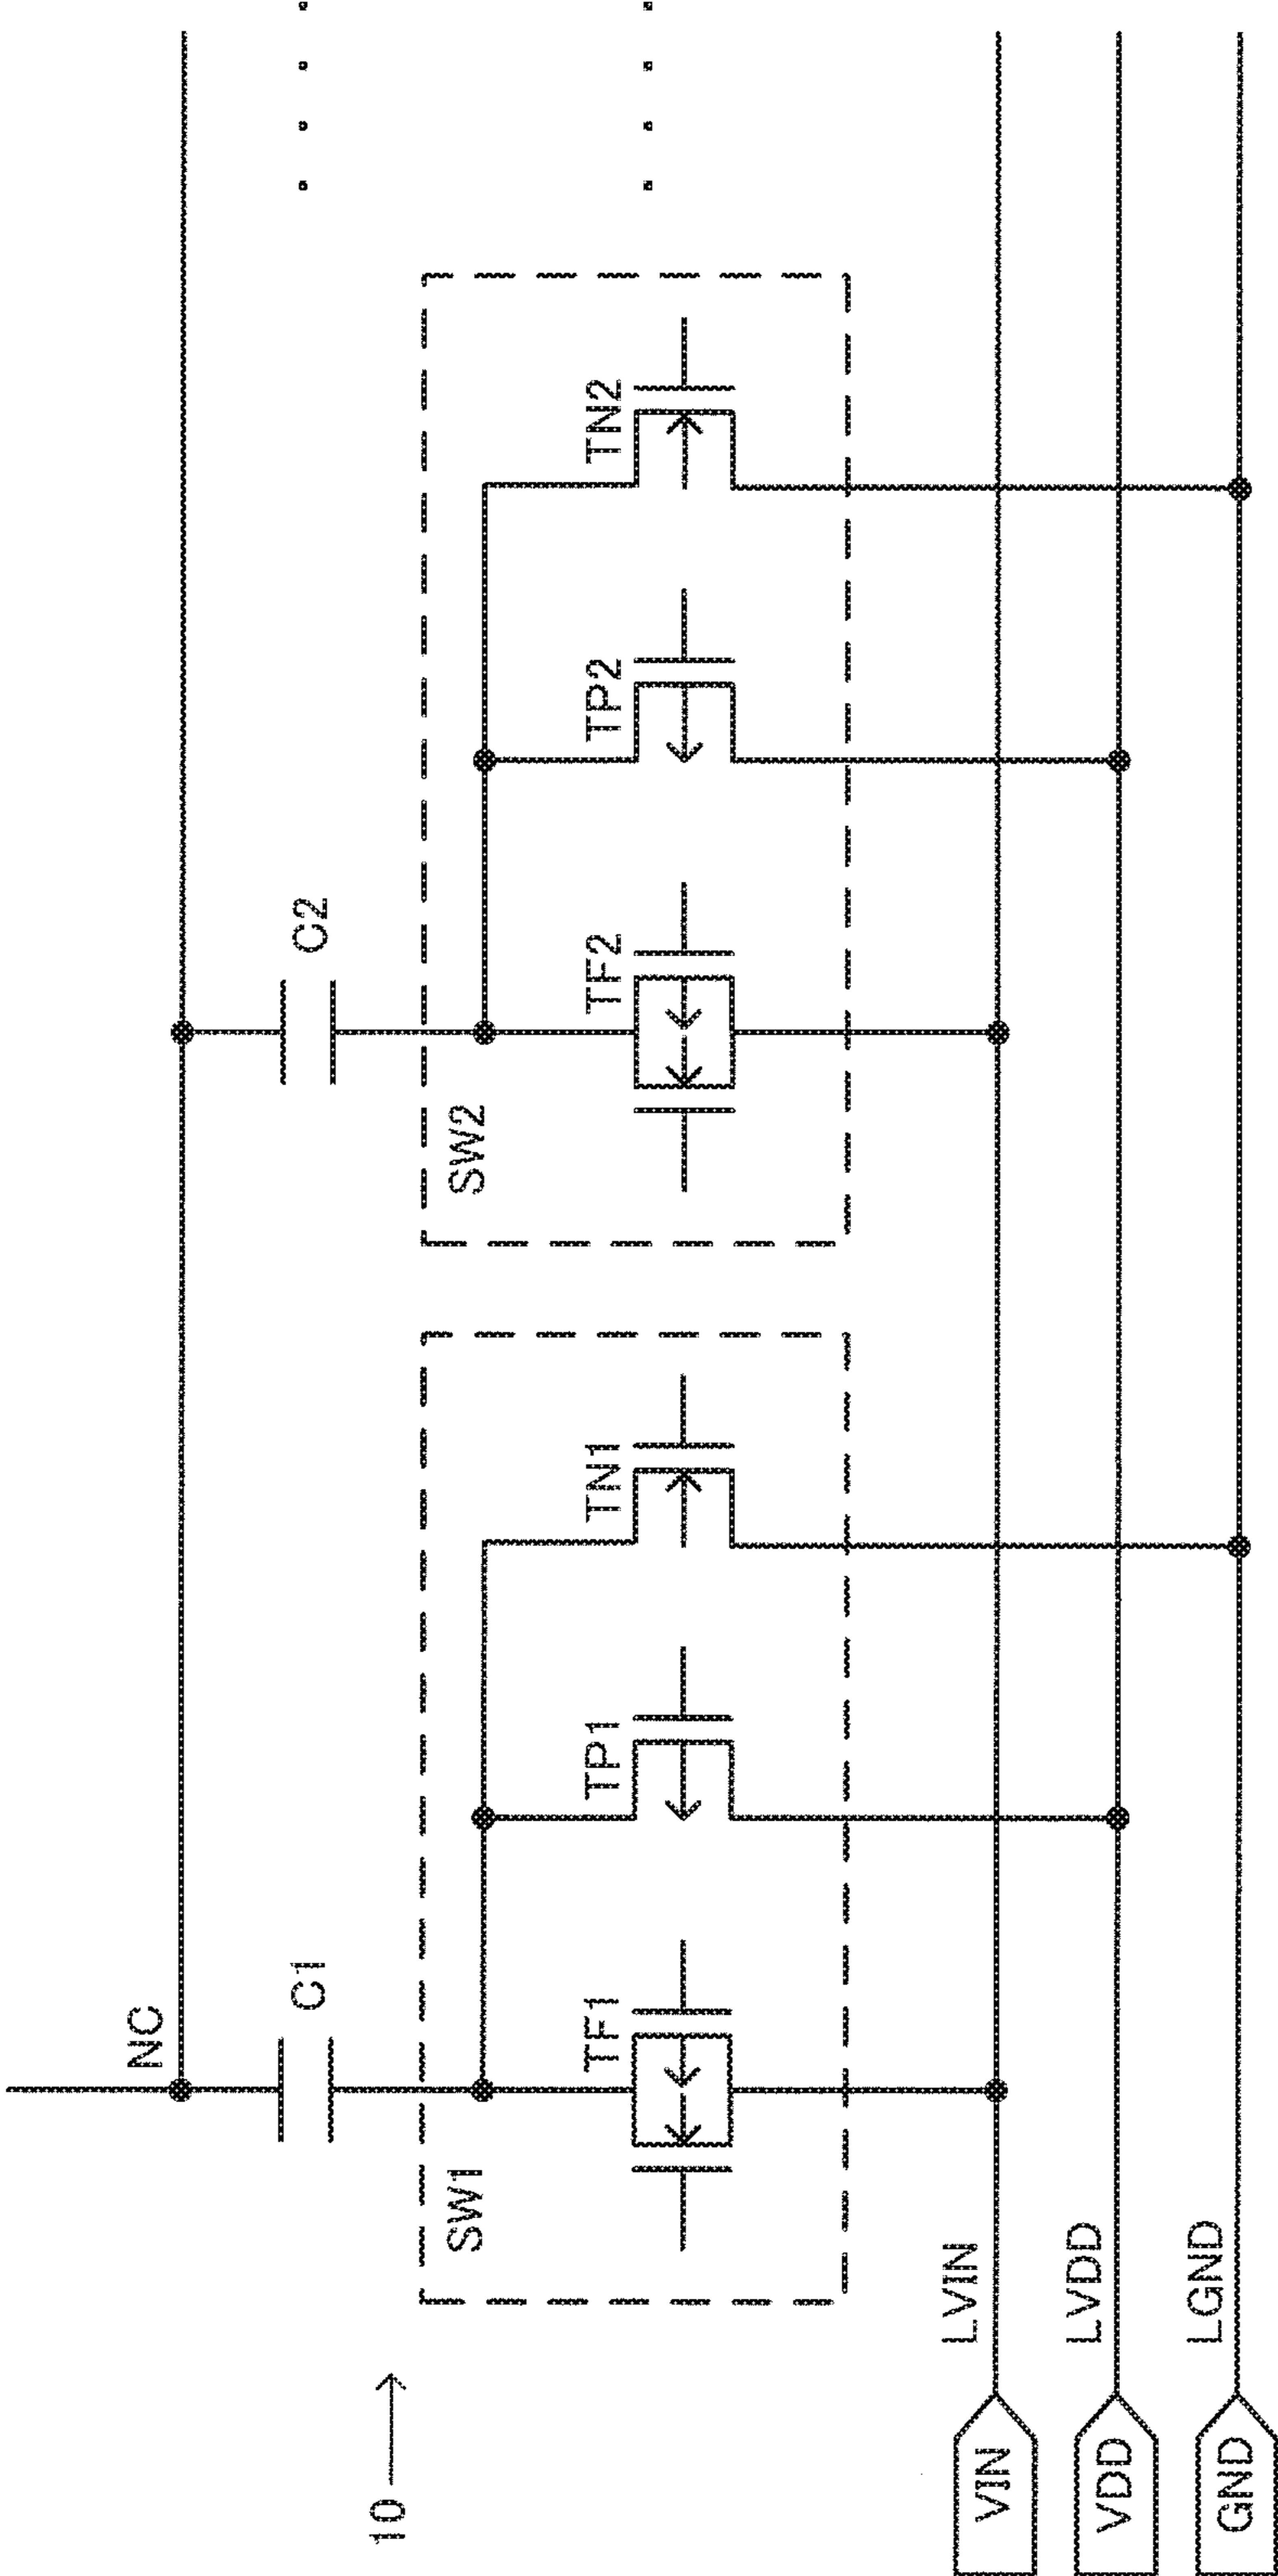 NC
C1
C2
10
SW1
SW2
TF1
TP1
TN1
TF2
TP2
TN2
VIN
LVIN
VDD
LVDD
GND
LGND